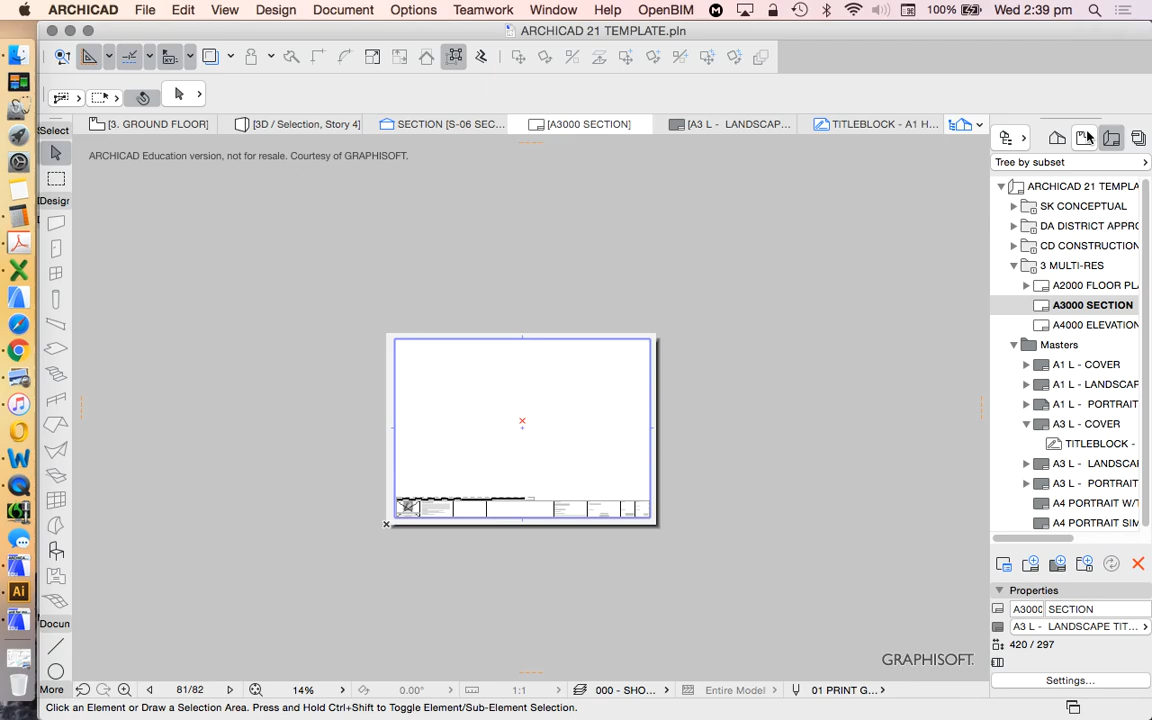 ARCHICAD File Edit View Design Document Options Teamwork Window Help OpenBIM 100% Wed 2:39 pm
ARCHICAD 21 TEMPLATE.pln
Select
[3. GROUND FLOOR]
[3D / Selection, Story 4]
SECTION [S-06 SEC...
[A3000 SECTION]
[A3 L - LANDSCAP...
TITLEBLOCK - A1 H...
ARCHICAD Education version, not for resale. Courtesy of GRAPHISOFT.
Tree by subset
ARCHICAD 21 TEMPLA
SK CONCEPTUAL
DA DISTRICT APPRO
CD CONSTRUCTION
3 MULTI-RES
A2000 FLOOR PLA
A3000 SECTION
A4000 ELEVATION
Masters
A1 L - COVER
A1 L - LANDSCAP
A1 L - PORTRAIT
A3 L - COVER
TITLEBLOCK -
A3 L - LANDSCAP
A3 L - PORTRAIT
A4 PORTRAIT W/T
A4 PORTRAIT SIM
Design
Properties
A3000 SECTION
A3 L - LANDSCAPE TIT...
420 / 297
Settings...
GRAPHISOFT.
Docun
More
81/82
14%
0.00°
1:1
000 - SHO...
Entire Model
01 PRINT G...
Click an Element or Draw a Selection Area. Press and Hold Ctrl+Shift to Toggle Element/Sub-Element Selection.